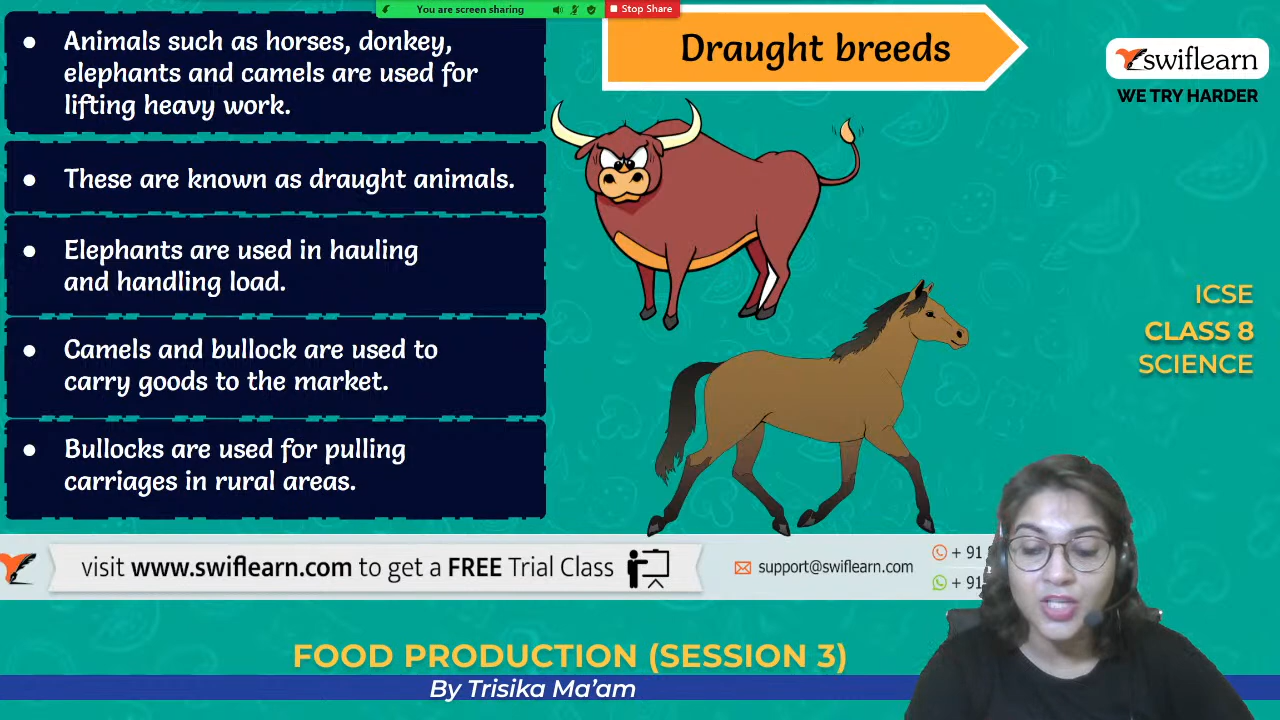 You are screen sharing
Stop Share
Draught breeds
swiflearn
WE TRY HARDER
● Animals such as horses, donkey,
elephants and camels are used for
lifting heavy work.
● These are known as draught animals.
● Elephants are used in hauling
and handling load.
● Camels and bullock are used to
carry goods to the market.
● Bullocks are used for pulling
carriages in rural areas.
ICSE
CLASS 8
SCIENCE
visit www.swiflearn.com to get a FREE Trial Class
support@swiflearn.com
+ 91
+ 91
FOOD PRODUCTION (SESSION 3)
By Trisika Ma'am